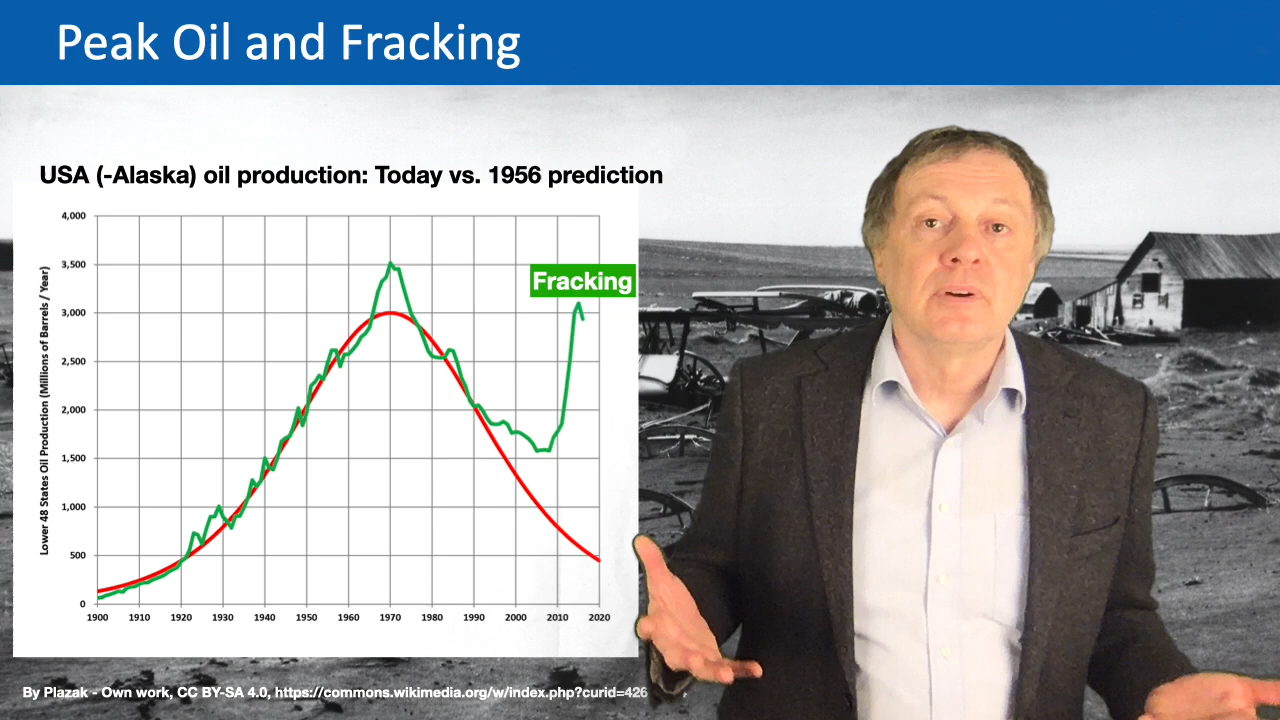 Peak Oil and Fracking
USA (-Alaska) oil production: Today vs. 1956 prediction
Lower 48 States Oil Production (Millions of Barrels / Year)
4,000
3,500
3,000
2,500
2,000
1,500
1,000
500
0
Fracking
1900 1910 1920 1930 1940 1950 1960 1970 1980 1990 2000 2010 2020
By Plazak - Own work, CC BY-SA 4.0, https://commons.wikimedia.org/w/index.php?curid=426